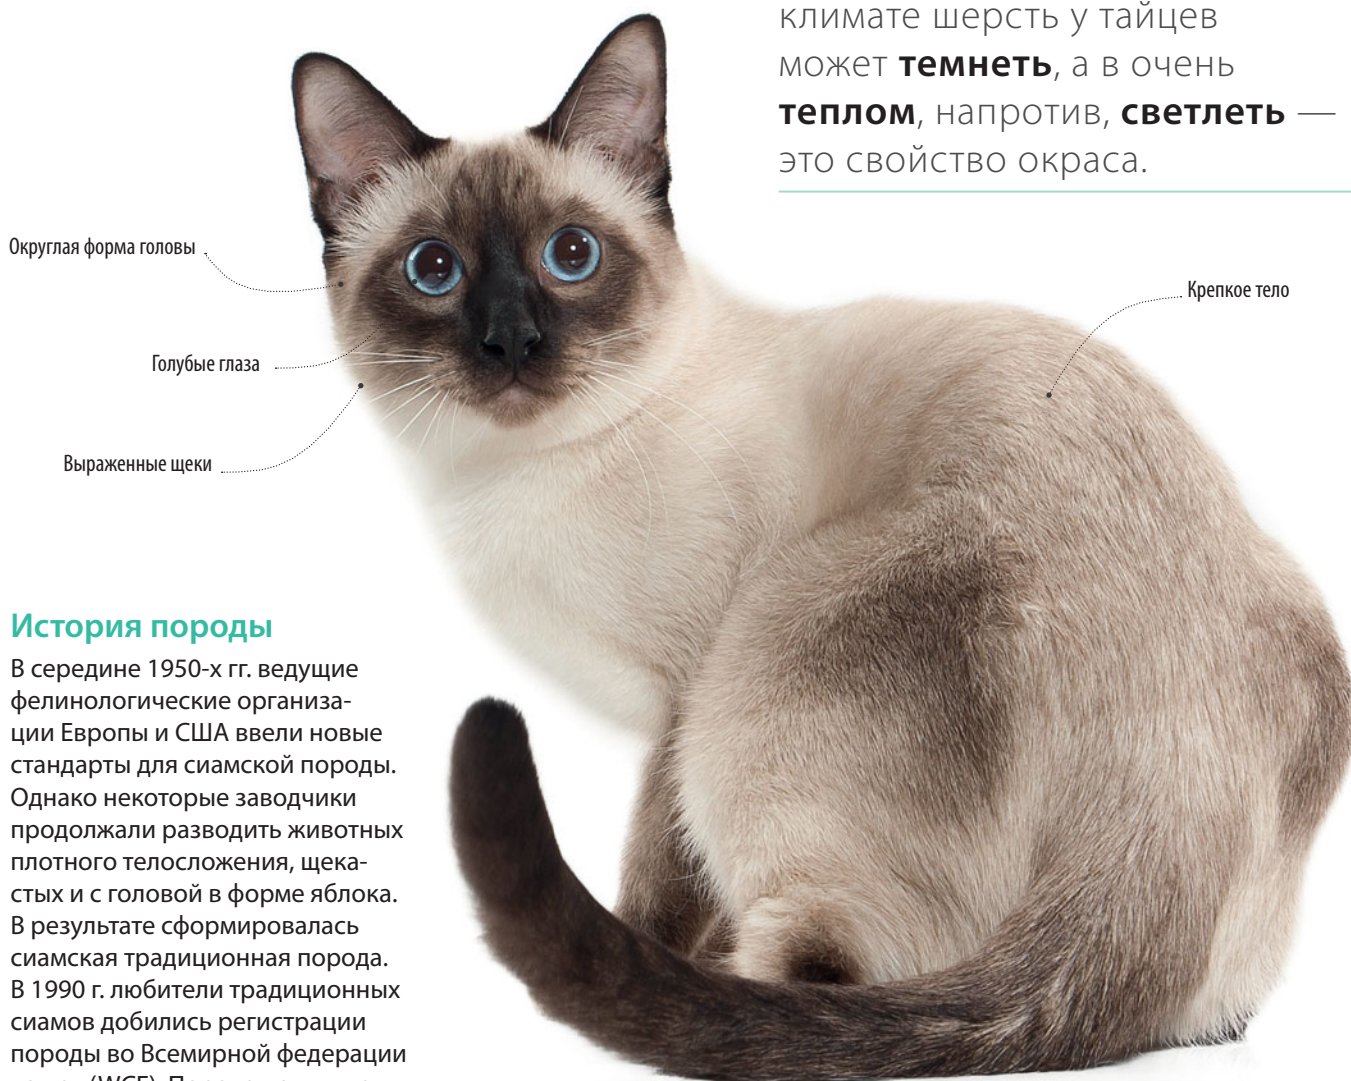 климате шерсть у тайцев
может темнеть, а в очень
теплом, напротив, светлеть —
это свойство окраса.
Округлая форма головы
Голубые глаза
Выраженные щеки
Крепкое тело
История породы
В середине 1950-х гг. ведущие
фелинологические организа-
ции Европы и США ввели новые
стандарты для сиамской породы.
Однако некоторые заводчики
продолжали разводить животных
плотного телосложения, щека-
стых и с головой в форме яблока.
В результате сформировалась
сиамская традиционная порода.
В 1990 г. любители традиционных
сиамов добились регистрации
породы во Всемирной федерации